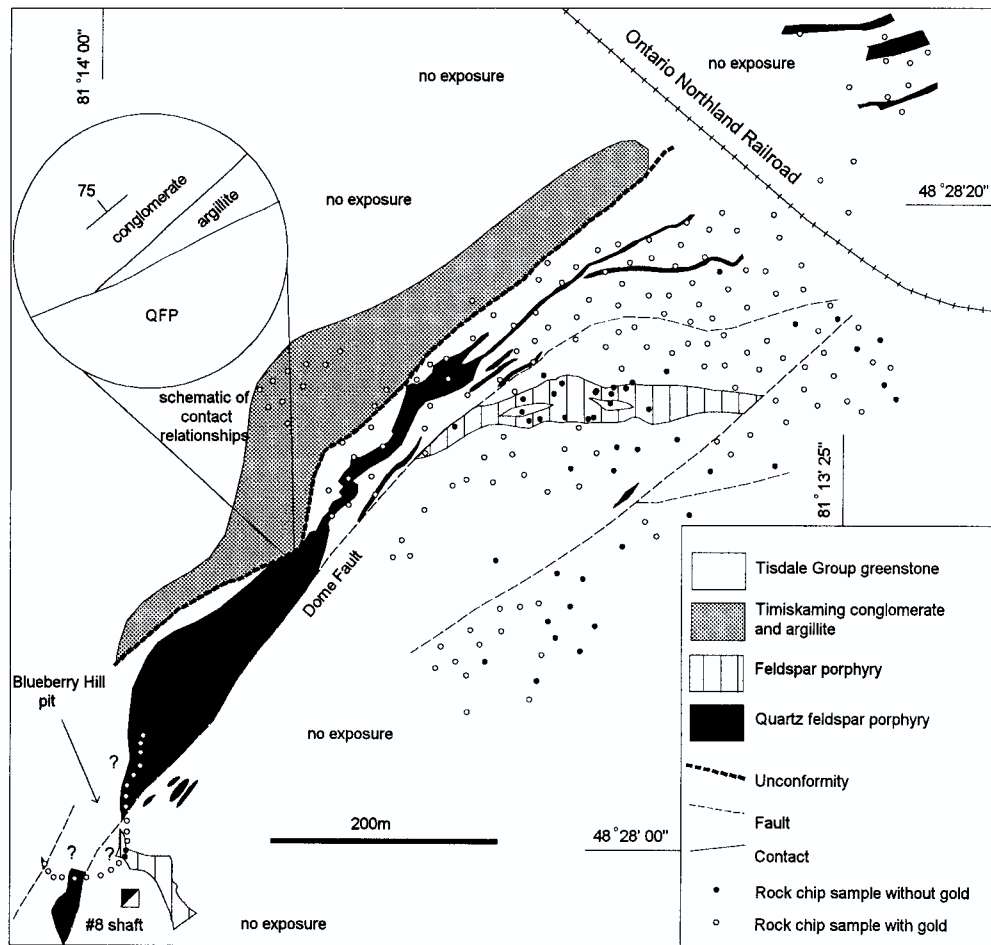 81°14' 00"
no exposure
Ontario Northland Railroad
no exposure
48°28'20"
75
conglomerate
argillite
QFP
no exposure
schematic of
contact
relationships
81°13' 25"
Dome Fault
Blueberry Hill
pit
?
no exposure
200m
48°28' 00"
? ?
#8 shaft
no exposure
Tisdale Group greenstone
Timiskaming conglomerate
and argillite
Feldspar porphyry
Quartz feldspar porphyry
Unconformity
Fault
Contact
Rock chip sample without gold
Rock chip sample with gold